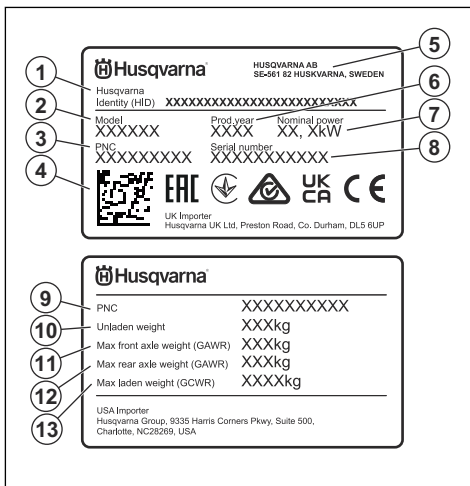 Husqvarna
HUSQVARNA AB
SE-561 82 HUSKVARNA, SWEDEN
5
1
Husqvarna
Identity (HID) XXXXXXXXXXXXXXXXXXXXXXXXX
6
2
Model Prod.year Nominal power
XXXXXX XXXX XX, XkW
7
3
PNC Serial number
XXXXXXXXX XXXXXXXXXXX
8
4
EAC UK CA CE
UK Importer
Husqvarna UK Ltd, Preston Road, Co. Durham, DL5 6UP
Husqvarna
9 PNC XXXXXXXXXX
10 Unladen weight XXXkg
11 Max front axle weight (GAWR) XXXkg
12 Max rear axle weight (GAWR) XXXkg
13 Max laden weight (GCWR) XXXXkg
USA Importer
Husqvarna Group, 9335 Harris Corners Pkwy, Suite 500,
Charlotte, NC28269, USA